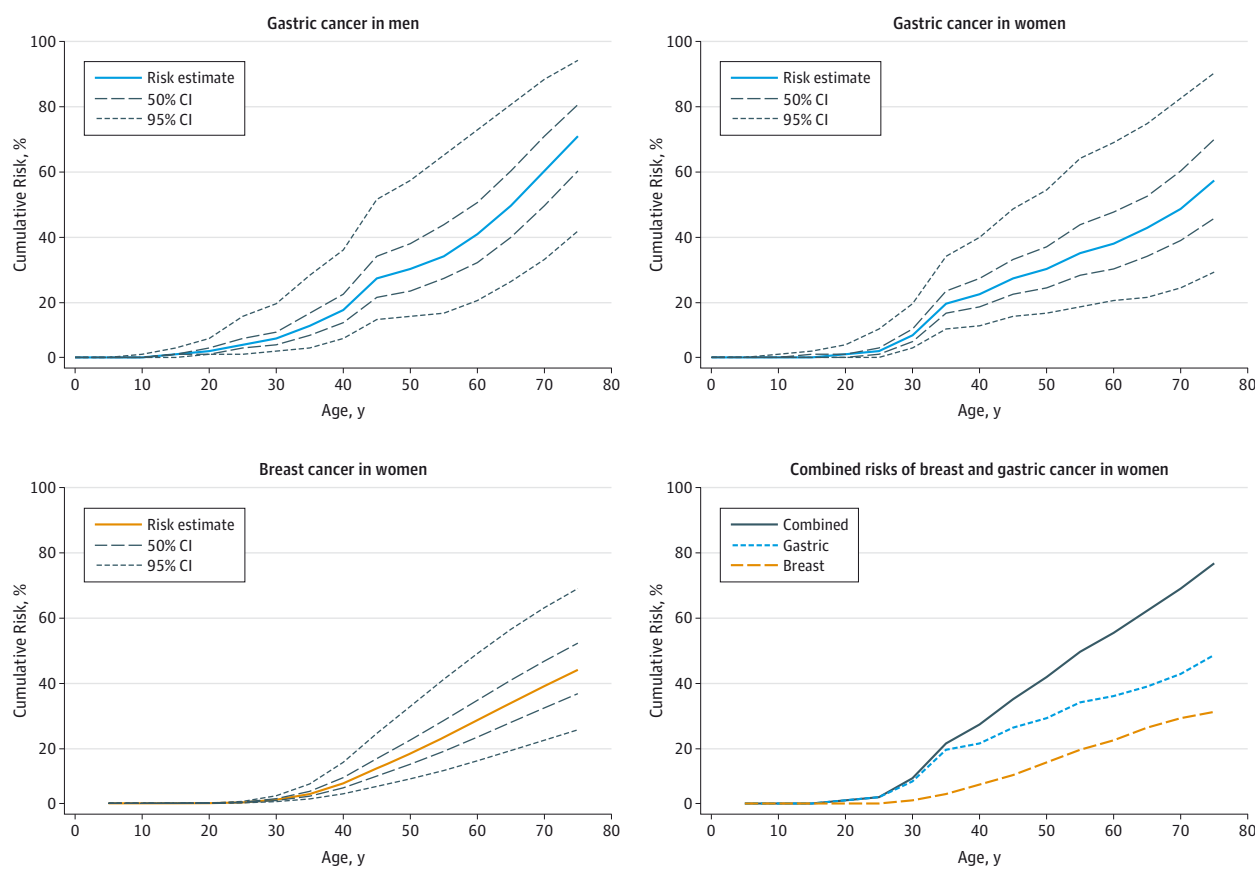 Gastric cancer in men
100
80
60
40
20
0
Cumulative Risk, %
Risk estimate
50% CI
95% CI
0 10 20 30 40 50 60 70 80
Age, y
Gastric cancer in women
100
80
60
40
20
0
Cumulative Risk, %
Risk estimate
50% CI
95% CI
0 10 20 30 40 50 60 70 80
Age, y
Breast cancer in women
100
80
60
40
20
0
Cumulative Risk, %
Risk estimate
50% CI
95% CI
0 10 20 30 40 50 60 70 80
Age, y
Combined risks of breast and gastric cancer in women
100
80
60
40
20
0
Cumulative Risk, %
Combined
Gastric
Breast
0 10 20 30 40 50 60 70 80
Age, y